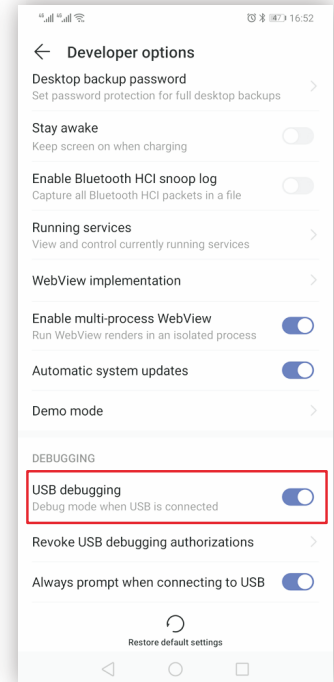 47 16:52
Developer options
Desktop backup password
Set password protection for full desktop backups
Stay awake
Keep screen on when charging
Enable Bluetooth HCI snoop log
Capture all Bluetooth HCI packets in a file
Running services
View and control currently running services
WebView implementation
Enable multi-process WebView
Run WebView renders in an isolated process
Automatic system updates
Demo mode
DEBUGGING
USB debugging
Debug mode when USB is connected
Revoke USB debugging authorizations
Always prompt when connecting to USB
Restore default settings